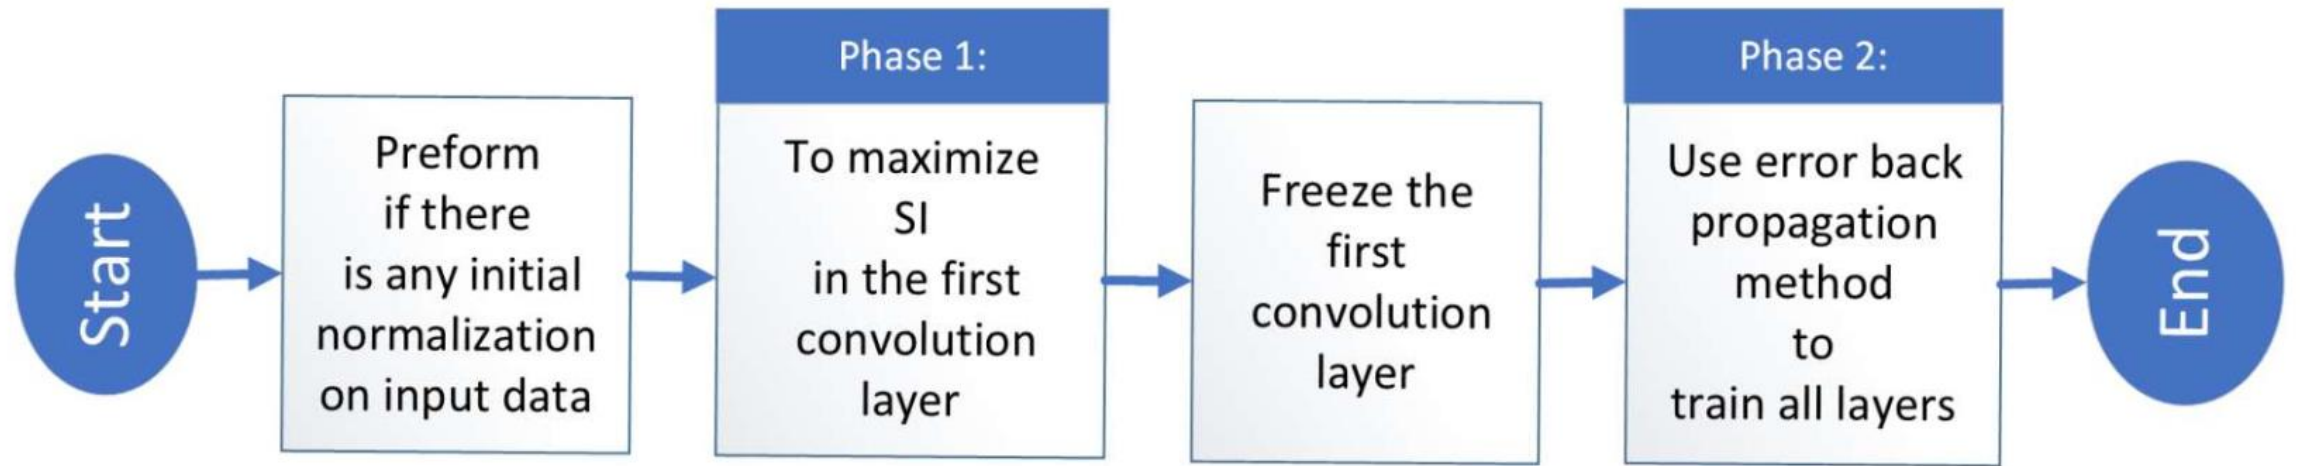 Start
Preform
if there
is any initial
normalization
on input data
Phase 1:
To maximize
SI
in the first
convolution
layer
Freeze the
first
convolution
layer
Phase 2:
Use error back
propagation
method
to
train all layers
End